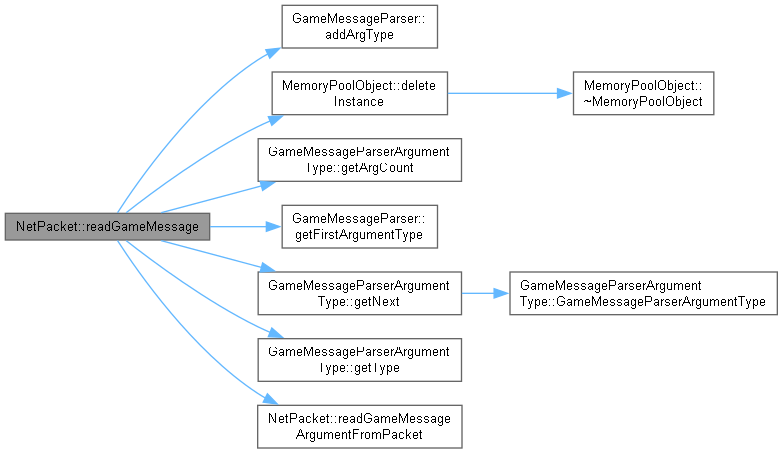 GameMessageParser::
addArgType
MemoryPoolObject::delete
Instance
MemoryPoolObject::
~MemoryPoolObject
GameMessageParserArgument
Type::getArgCount
NetPacket::readGameMessage
GameMessageParser::
getFirstArgumentType
GameMessageParserArgument
Type::getNext
GameMessageParserArgument
Type::GameMessageParserArgumentType
GameMessageParserArgument
Type::getType
NetPacket::readGameMessage
ArgumentFromPacket